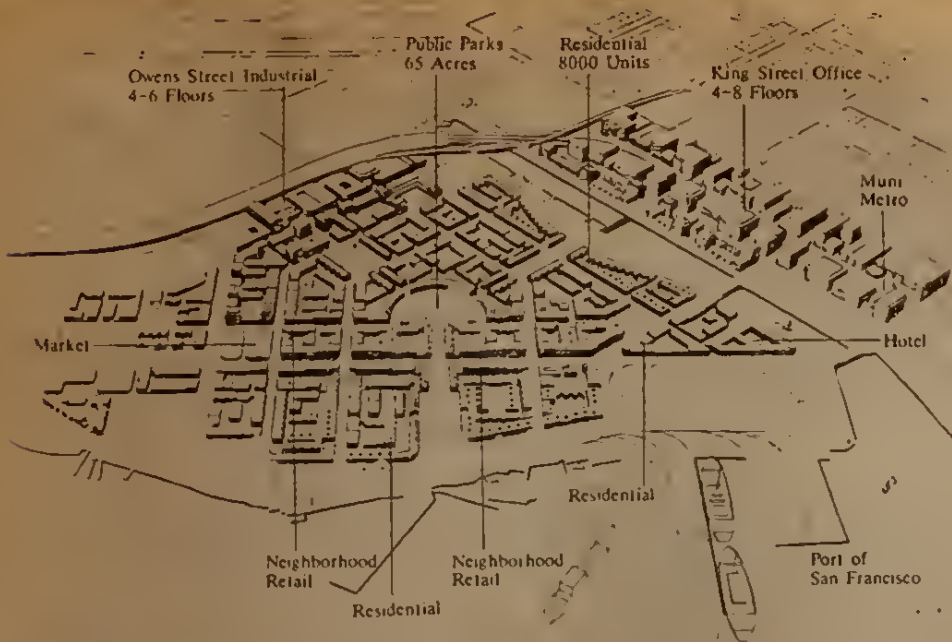 Public Parks
65 Acres
Residential
8000 Units
Owens Street Industrial
4-6 Floors
King Street Office
4-8 Floors
Muni
Metro
Market
Hotel
Residential
Neighborhood
Retail
Neighborhood
Retail
Port of
San Francisco
Residential